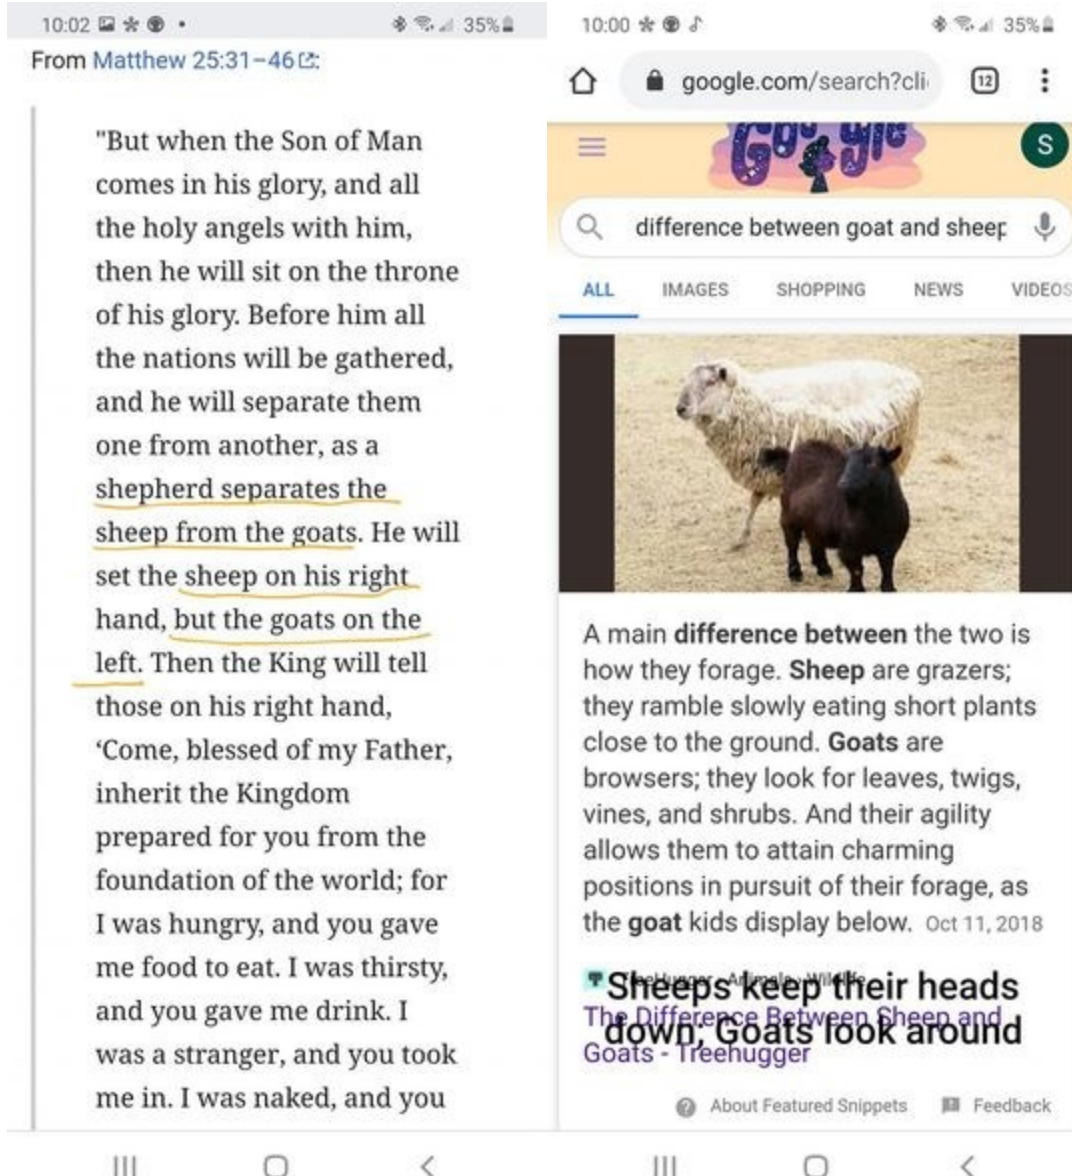 10:02
35%
From Matthew 25:31–46:
"But when the Son of Man
comes in his glory, and all
the holy angels with him,
then he will sit on the throne
of his glory. Before him all
the nations will be gathered,
and he will separate them
one from another, as a
shepherd separates the
sheep from the goats. He will
set the sheep on his right
hand, but the goats on the
left. Then the King will tell
those on his right hand,
‘Come, blessed of my Father,
inherit the Kingdom
prepared for you from the
foundation of the world; for
I was hungry, and you gave
me food to eat. I was thirsty,
and you gave me drink. I
was a stranger, and you took
me in. I was naked, and you
10:00
35%
google.com/search?cli
12
Google
S
difference between goat and sheep
ALL IMAGES SHOPPING NEWS VIDEOS
A main difference between the two is
how they forage. Sheep are grazers;
they ramble slowly eating short plants
close to the ground. Goats are
browsers; they look for leaves, twigs,
vines, and shrubs. And their agility
allows them to attain charming
positions in pursuit of their forage, as
the goat kids display below. Oct 11, 2018
TreeHugger › Animals › Wildlife
Sheeps keep their heads
down; Goats look around
The Difference Between Sheep and
Goats - Treehugger
About Featured Snippets Feedback